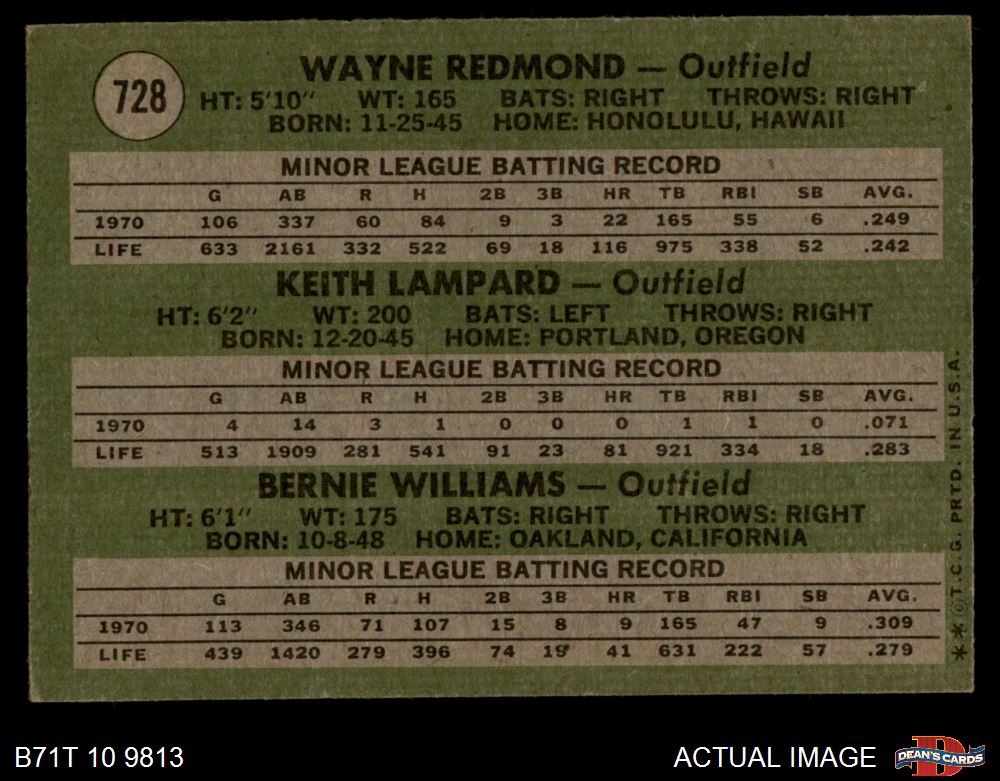 728
WAYNE REDMOND — Outfield
HT: 5'10" WT: 165 BATS: RIGHT THROWS: RIGHT
BORN: 11-25-45 HOME: HONOLULU, HAWAII
MINOR LEAGUE BATTING RECORD
G AB R H 2B 3B HR TB RBI SB AVG.
1970 106 337 60 84 9 3 22 165 55 6 .249
LIFE 633 2161 332 522 69 18 116 975 338 52 .242
KEITH LAMPARD — Outfield
HT: 6'2" WT: 200 BATS: LEFT THROWS: RIGHT
BORN: 12-20-45 HOME: PORTLAND, OREGON
MINOR LEAGUE BATTING RECORD
G AB R H 2B 3B HR TB RBI SB AVG.
1970 4 14 3 1 0 0 0 1 1 0 .071
LIFE 513 1909 281 541 91 23 81 921 334 18 .283
BERNIE WILLIAMS — Outfield
HT: 6'1" WT: 175 BATS: RIGHT THROWS: RIGHT
BORN: 10-8-48 HOME: OAKLAND, CALIFORNIA
MINOR LEAGUE BATTING RECORD
G AB R H 2B 3B HR TB RBI SB AVG.
1970 113 346 71 107 15 8 9 165 47 9 .309
LIFE 439 1420 279 396 74 19 41 631 222 57 .279
**©T.C.G. PRTD. IN U.S.A.
B71T 10 9813
ACTUAL IMAGE
D
DEAN'S CARDS